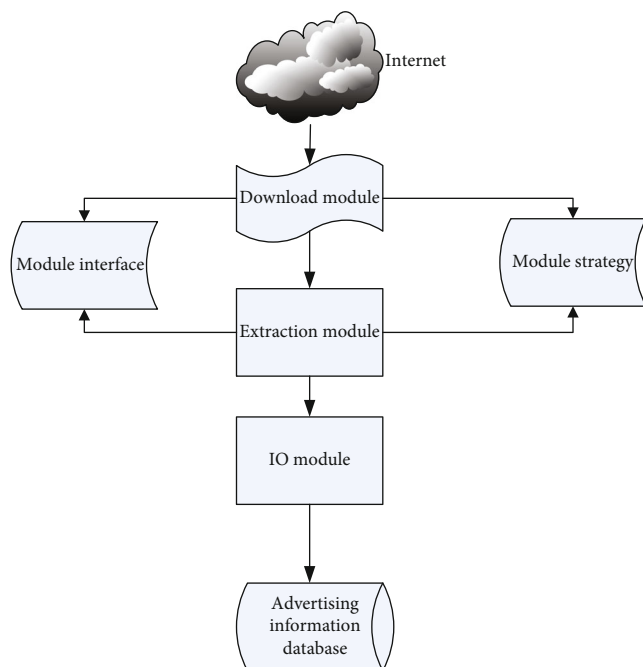 Internet
Download module
Module interface
Module strategy
Extraction module
IO module
Advertising
information
database